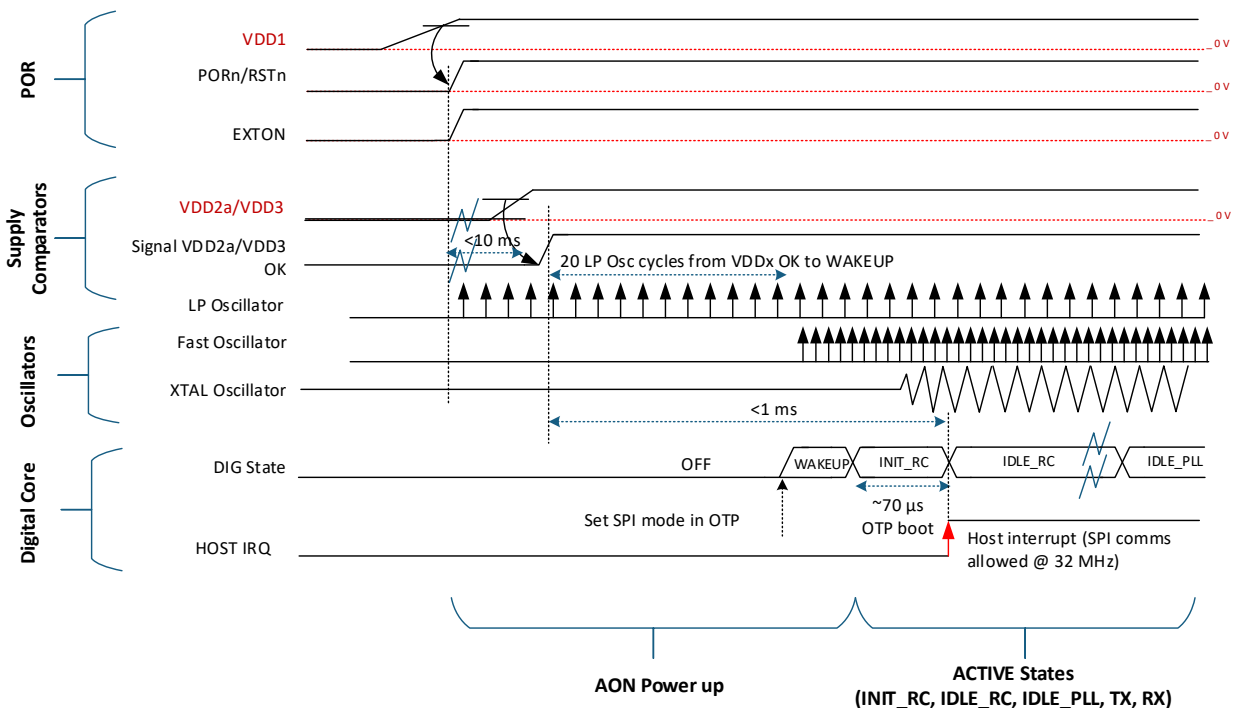 POR
VDD1
0 V
PORn/RSTn
0 V
EXTON
0 V
Supply
Comparators
VDD2a/VDD3
0 V
Signal VDD2a/VDD3
OK
<10 ms
20 LP Osc cycles from VDDx OK to WAKEUP
LP Oscillator
Oscillators
Fast Oscillator
XTAL Oscillator
<1 ms
Digital Core
DIG State
OFF
WAKEUP
INIT_RC
IDLE_RC
IDLE_PLL
Set SPI mode in OTP
~70 µs
OTP boot
HOST IRQ
Host interrupt (SPI comms
allowed @ 32 MHz)
AON Power up
ACTIVE States
(INIT_RC, IDLE_RC, IDLE_PLL, TX, RX)